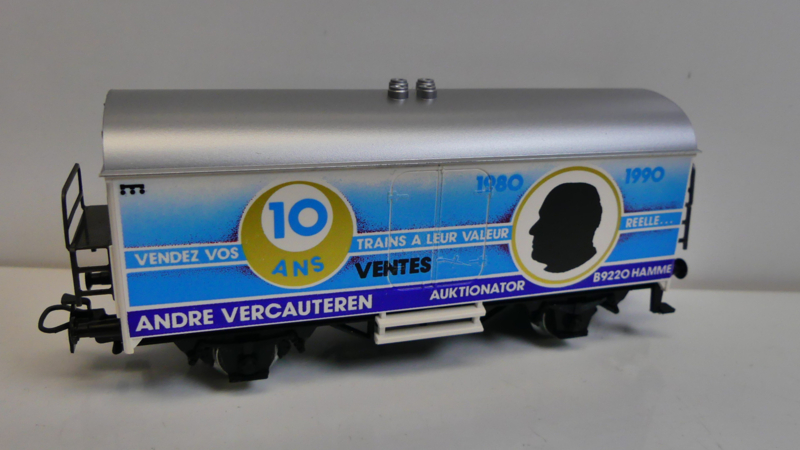 1980 1990
10
ANS
VENDEZ VOS TRAINS A LEUR VALEUR REELLE...
VENTES
ANDRE VERCAUTEREN AUKTIONATOR B9220 HAMME